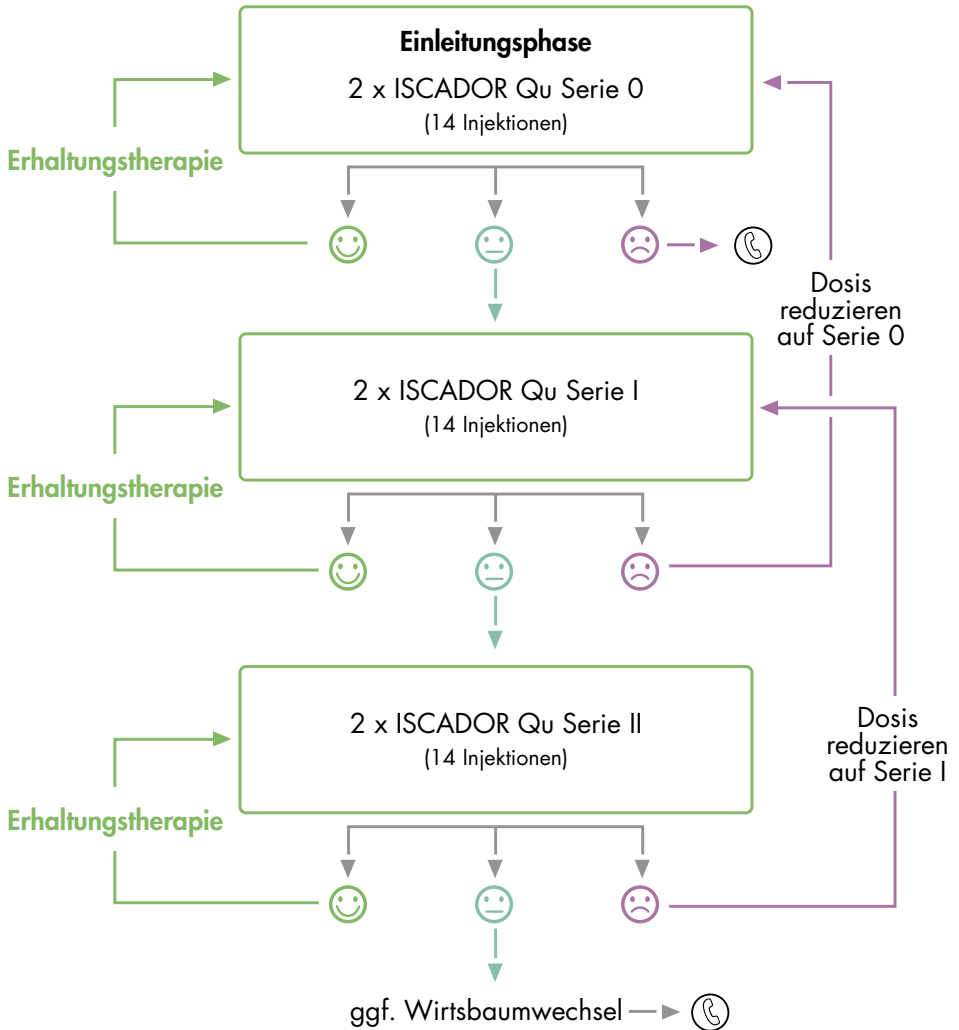 Einleitungsphase
2 x ISCADOR Qu Serie 0
(14 Injektionen)
Erhaltungstherapie
Dosis
reduzieren
auf Serie 0
2 x ISCADOR Qu Serie I
(14 Injektionen)
Erhaltungstherapie
2 x ISCADOR Qu Serie II
(14 Injektionen)
Dosis
reduzieren
auf Serie I
Erhaltungstherapie
ggf. Wirtsbaumwechsel